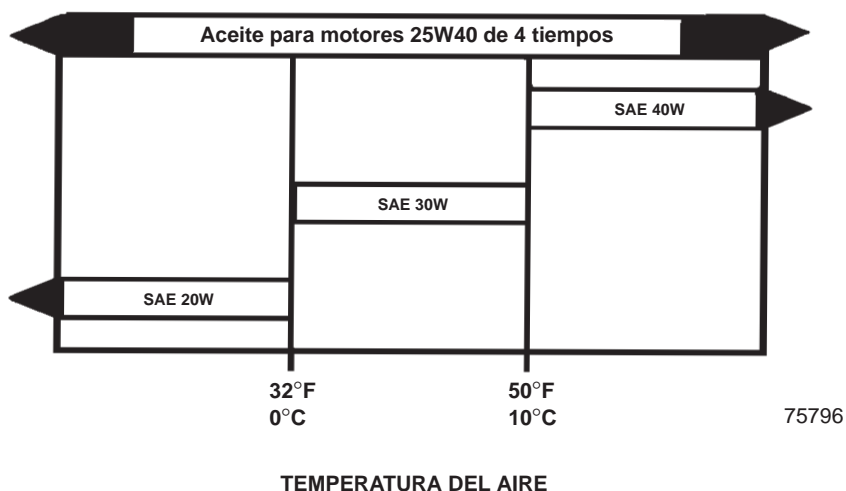 Aceite para motores 25W40 de 4 tiempos
SAE 40W
SAE 30W
SAE 20W
32°F
0°C
50°F
10°C
75796
TEMPERATURA DEL AIRE